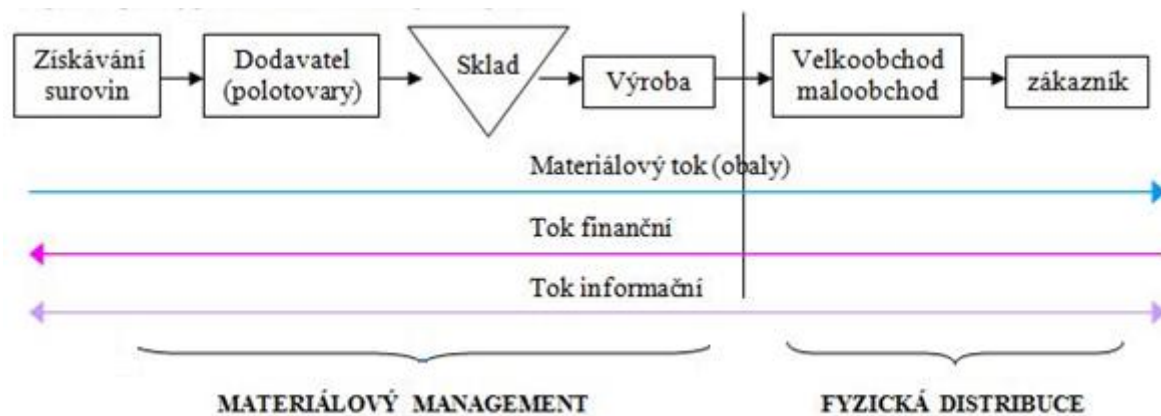 Získávání
surovin
Dodavatel
(polotovary)
Sklad
Výroba
Velkoobchod
maloobchod
zákazník
Materiálový tok (obaly)
Tok finanční
Tok informační
MATERIÁLOVÝ MANAGEMENT
FYZICKÁ DISTRIBUCE